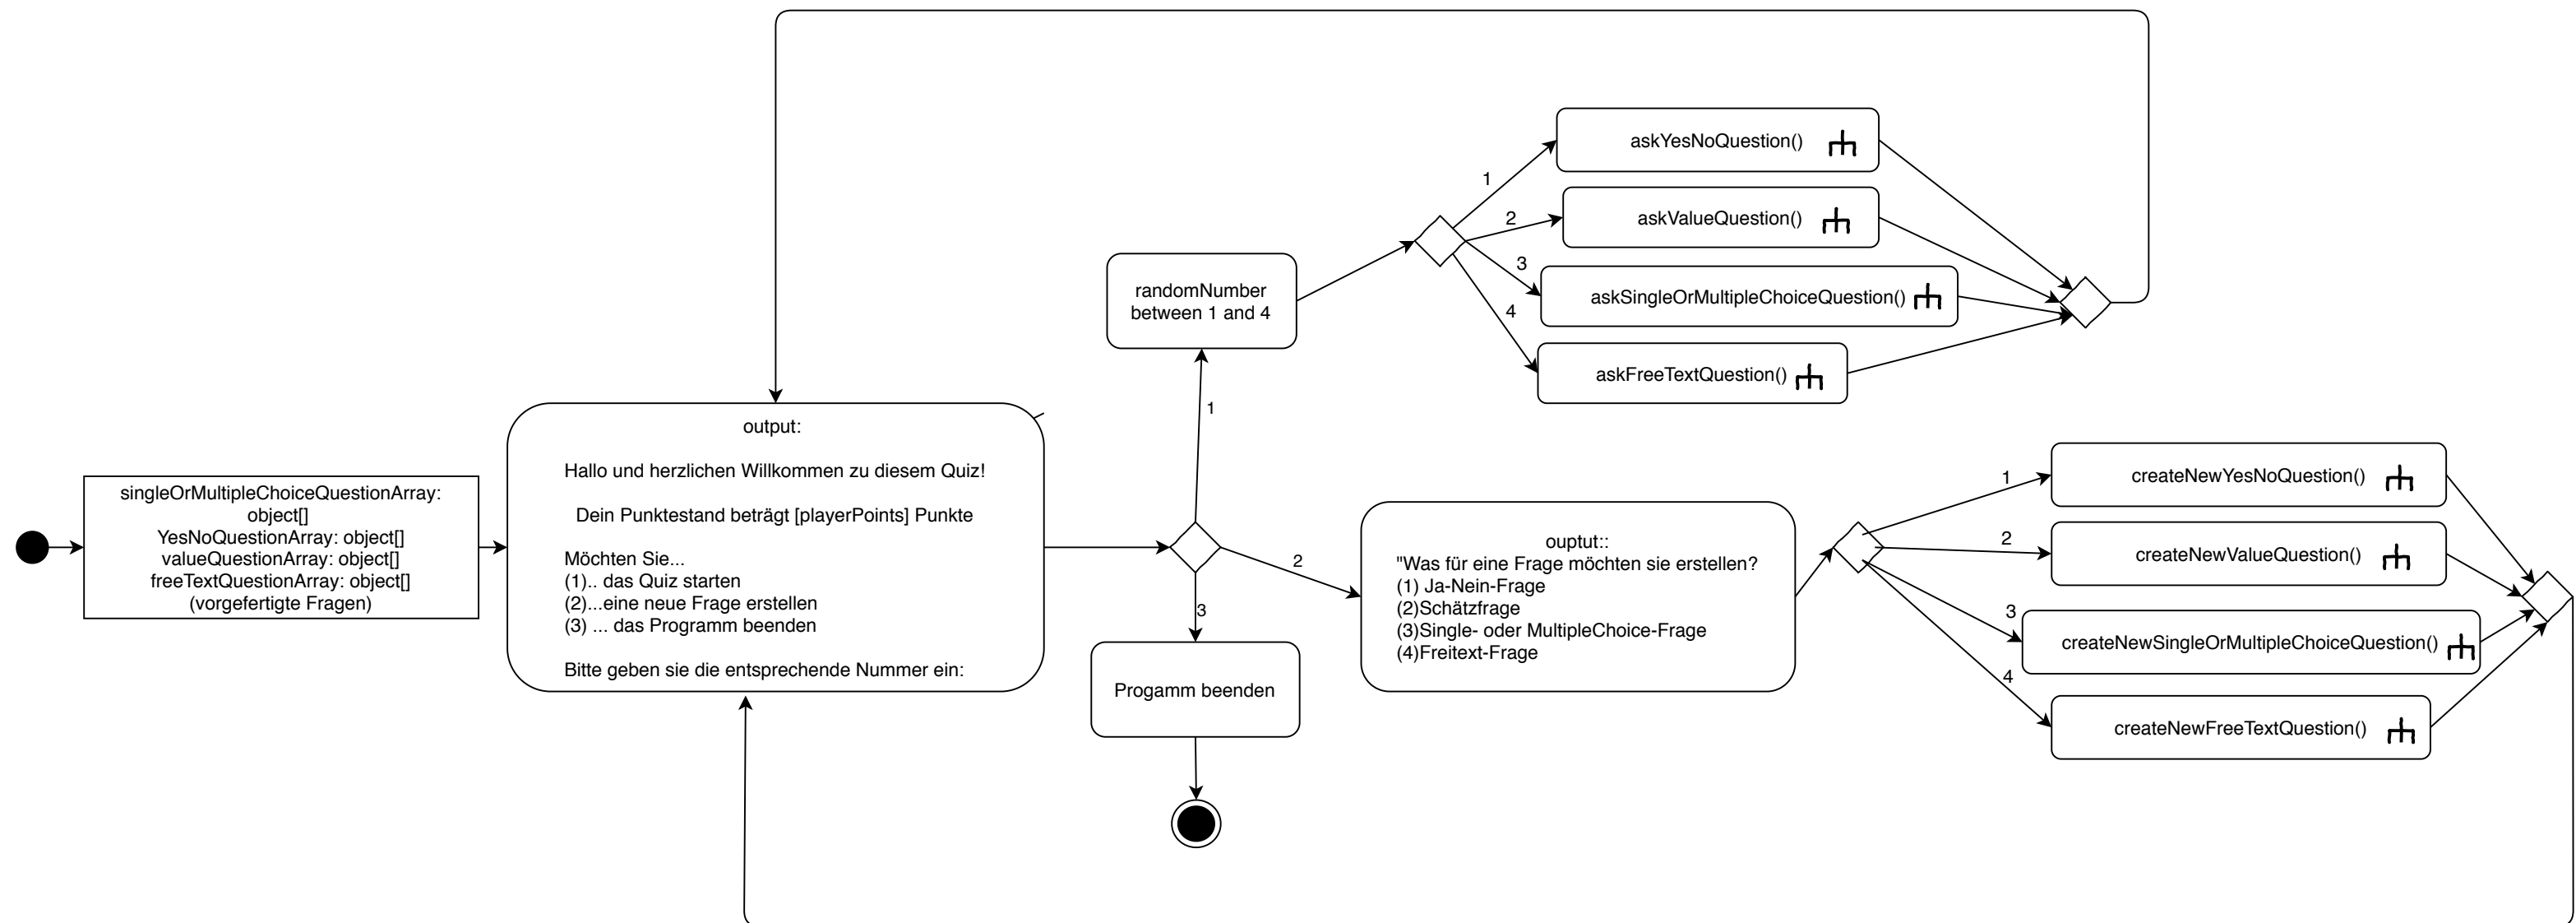 singleOrMultipleChoiceQuestionArray:
object[]
YesNoQuestionArray: object[]
valueQuestionArray: object[]
freeTextQuestionArray: object[]
(vorgefertigte Fragen)
output:
Hallo und herzlichen Willkommen zu diesem Quiz!
Dein Punktestand beträgt [playerPoints] Punkte
Möchten Sie...
(1).. das Quiz starten
(2)...eine neue Frage erstellen
(3) ... das Programm beenden
Bitte geben sie die entsprechende Nummer ein:
1
2
3
randomNumber
between 1 and 4
1
2
3
4
askYesNoQuestion()
askValueQuestion()
askSingleOrMultipleChoiceQuestion()
askFreeTextQuestion()
Progamm beenden
ouptut::
"Was für eine Frage möchten sie erstellen?
(1) Ja-Nein-Frage
(2)Schätzfrage
(3)Single- oder MultipleChoice-Frage
(4)Freitext-Frage
1
2
3
4
createNewYesNoQuestion()
createNewValueQuestion()
createNewSingleOrMultipleChoiceQuestion()
createNewFreeTextQuestion()